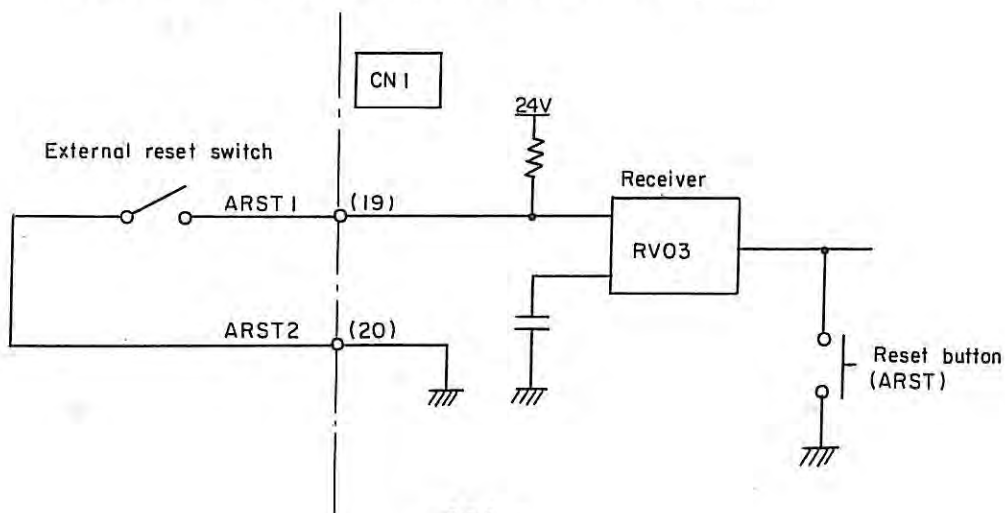 CN1
24V
External reset switch
Receiver
ARST1
(19)
RV03
ARST2
(20)
Reset button
(ARST)